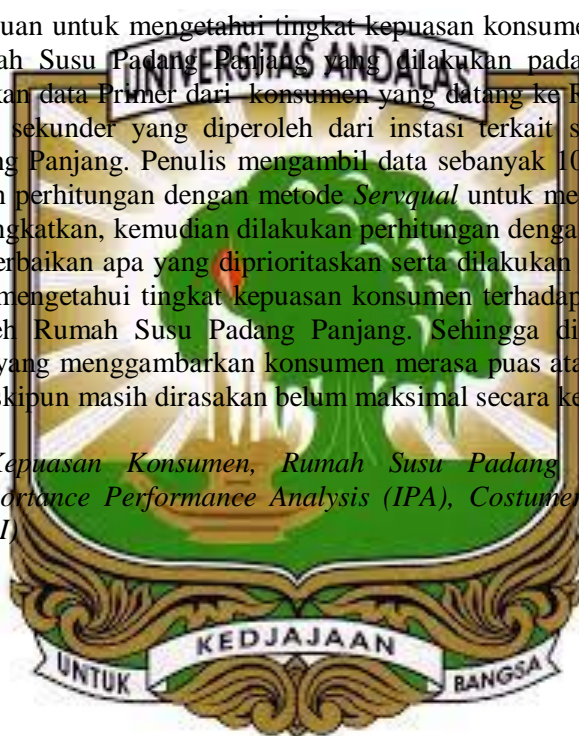 uan untuk mengetahui tingkat kepuasan konsume
ah Susu Padang Panjang yang dilakukan pada
kan data Primer dari konsumen yang datang ke R
sekunder yang diperoleh dari instasi terkait s
ng Panjang. Penulis mengambil data sebanyak 10
n perhitungan dengan metode Servqual untuk me
ngkatkan, kemudian dilakukan perhitungan denga
erbaikan apa yang diprioritaskan serta dilakukan
mengetahui tingkat kepuasan konsumen terhadap
eh Rumah Susu Padang Panjang. Sehingga di
yang menggambarkan konsumen merasa puas ata
skipun masih dirasakan belum maksimal secara ke
Kepuasan Konsumen, Rumah Susu Padang
ortance Performance Analysis (IPA), Costume
I)
UNIVERSITAS ANDALAS
KEDJAJAAN
UNTUK BANGSA